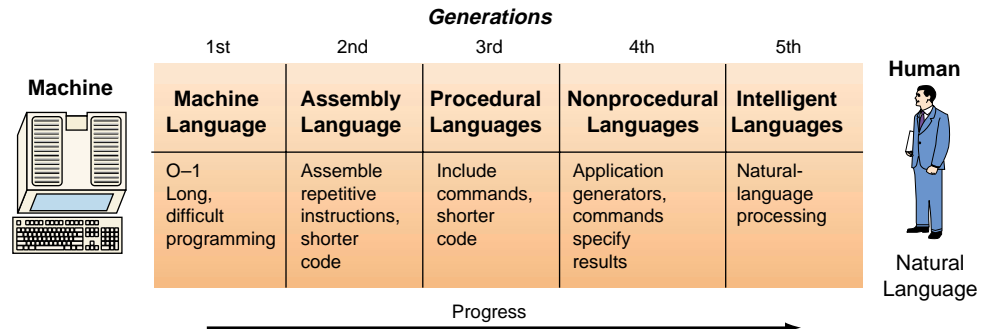 Generations
1st 2nd 3rd 4th 5th
Machine
Human
Machine
Language
Assembly
Language
Procedural
Languages
Nonprocedural
Languages
Intelligent
Languages
O–1
Long,
difficult
programming
Assemble
repetitive
instructions,
shorter
code
Include
commands,
shorter
code
Application
generators,
commands
specify
results
Natural-
language
processing
Natural
Language
Progress